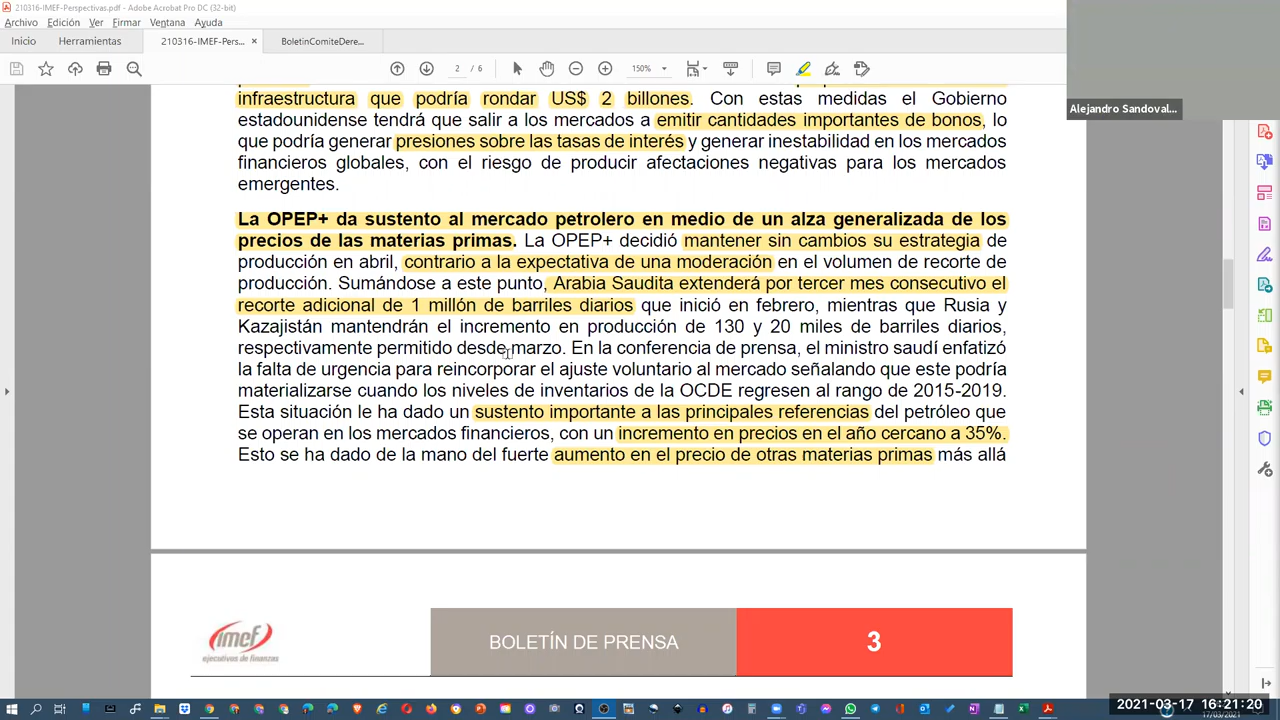 210316-IMEF-Perspectivas.pdf - Adobe Acrobat Pro DC (32-bit)
Archivo Edición Ver Firmar Ventana Ayuda
Inicio Herramientas 210316-IMEF-Pers... × BoletinComiteDere...
2 / 6 150%
Alejandro Sandoval...
infraestructura que podría rondar US$ 2 billones. Con estas medidas el Gobierno
estadounidense tendrá que salir a los mercados a emitir cantidades importantes de bonos, lo
que podría generar presiones sobre las tasas de interés y generar inestabilidad en los mercados
financieros globales, con el riesgo de producir afectaciones negativas para los mercados
emergentes.
La OPEP+ da sustento al mercado petrolero en medio de un alza generalizada de los
precios de las materias primas. La OPEP+ decidió mantener sin cambios su estrategia de
producción en abril, contrario a la expectativa de una moderación en el volumen de recorte de
producción. Sumándose a este punto, Arabia Saudita extenderá por tercer mes consecutivo el
recorte adicional de 1 millón de barriles diarios que inició en febrero, mientras que Rusia y
Kazajistán mantendrán el incremento en producción de 130 y 20 miles de barriles diarios,
respectivamente permitido desde marzo. En la conferencia de prensa, el ministro saudí enfatizó
la falta de urgencia para reincorporar el ajuste voluntario al mercado señalando que este podría
materializarse cuando los niveles de inventarios de la OCDE regresen al rango de 2015-2019.
Esta situación le ha dado un sustento importante a las principales referencias del petróleo que
se operan en los mercados financieros, con un incremento en precios en el año cercano a 35%.
Esto se ha dado de la mano del fuerte aumento en el precio de otras materias primas más allá
imef
ejecutivos de finanzas
BOLETÍN DE PRENSA 3
2021-03-17 16:21:20
17/03/2021